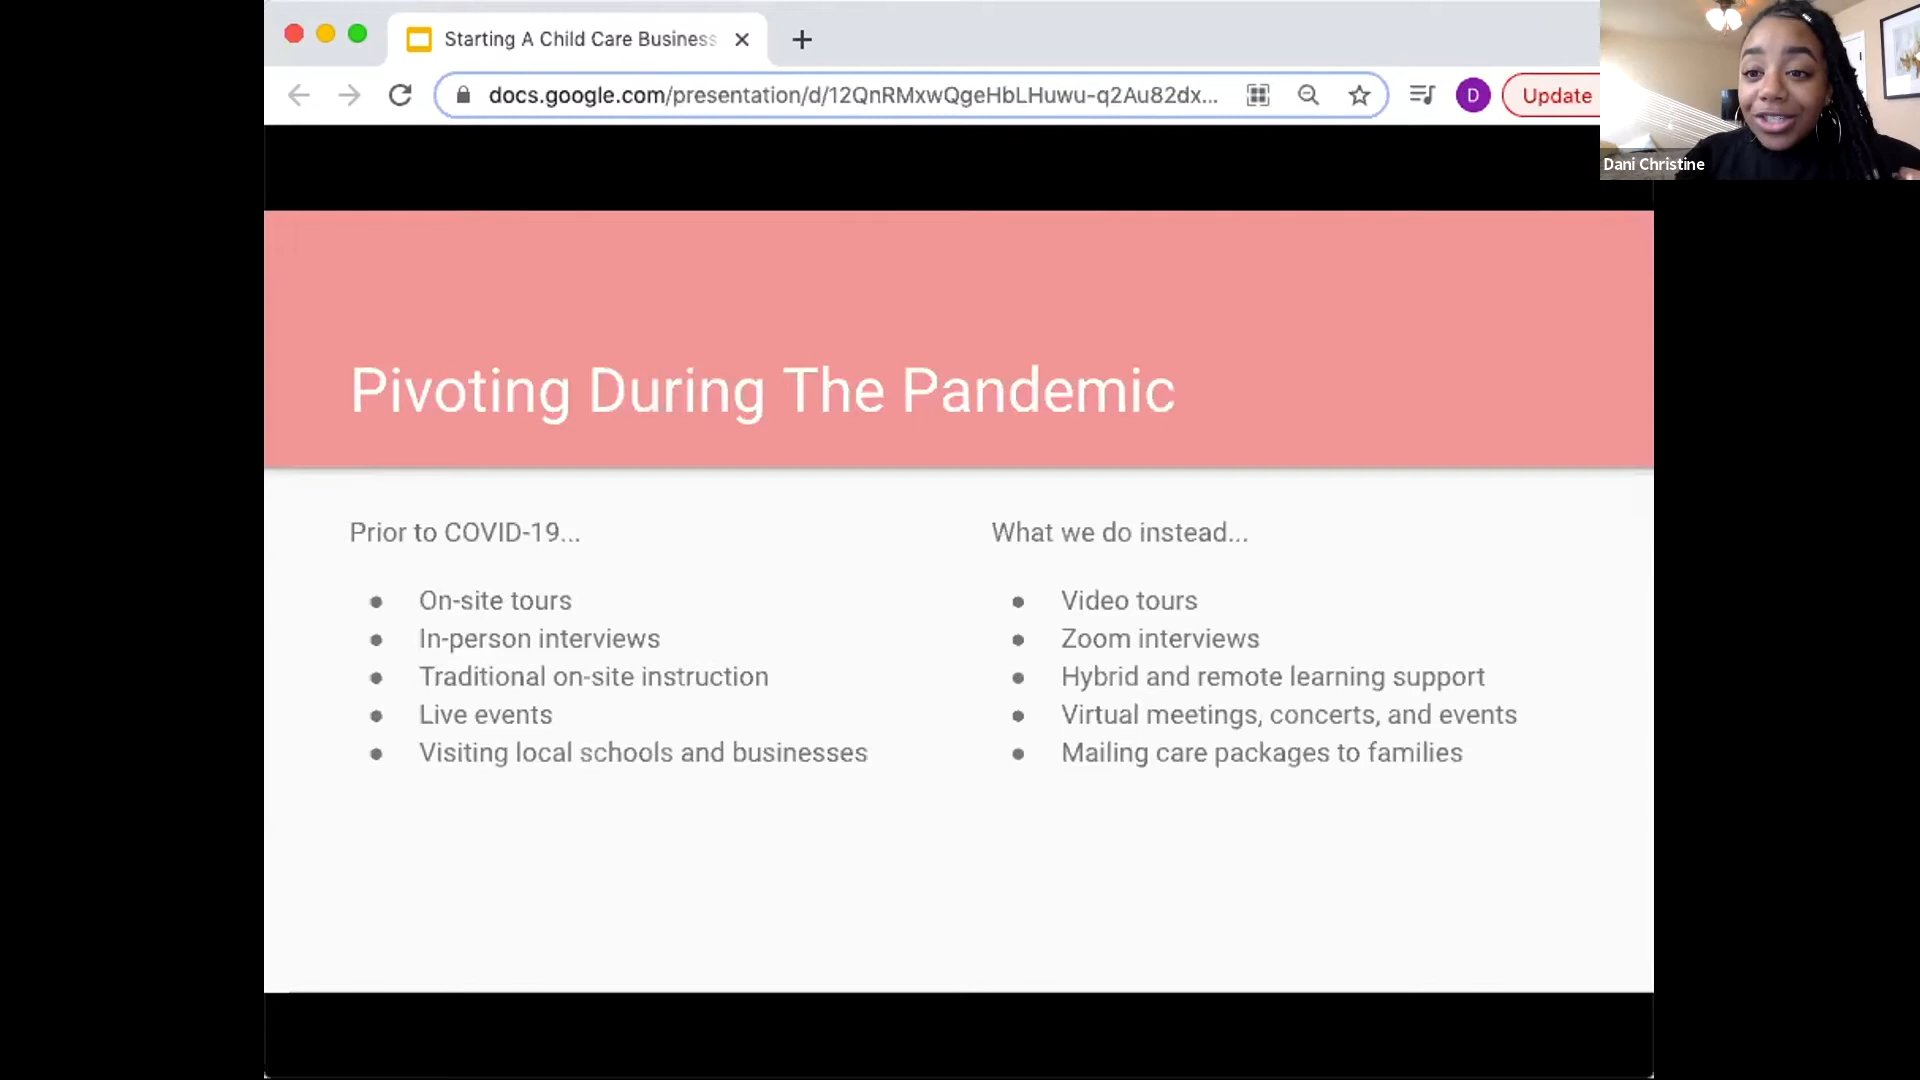 Starting A Child Care Business
docs.google.com/presentation/d/12QnRMxwQgeHbLHuwu-q2Au82dx...
D
Update
Dani Christine
Pivoting During The Pandemic
Prior to COVID-19...
● On-site tours
● In-person interviews
● Traditional on-site instruction
● Live events
● Visiting local schools and businesses
What we do instead...
● Video tours
● Zoom interviews
● Hybrid and remote learning support
● Virtual meetings, concerts, and events
● Mailing care packages to families